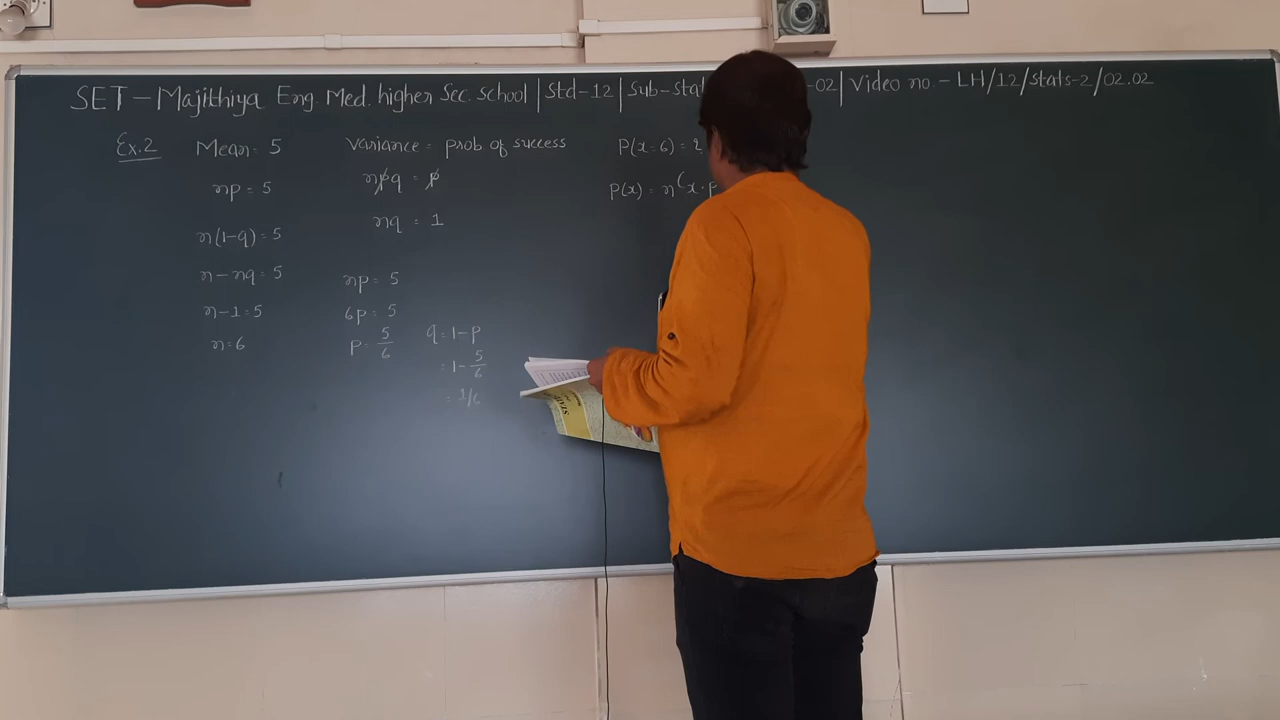 SET - Majithiya Eng. Med. higher Sec. School | Std-12 | Sub-stat -02 | Video no. - LH/12/stats-2/02.02
Ex.2
Mean = 5
np = 5
n(1-q) = 5
n - nq = 5
n - 1 = 5
n = 6
Variance = prob of success
npq = p
nq = 1
np = 5
6p = 5
p = 5/6
q = 1 - p
= 1 - 5/6
= 1/6
P(x=6) = 2
P(x) = nCx · p